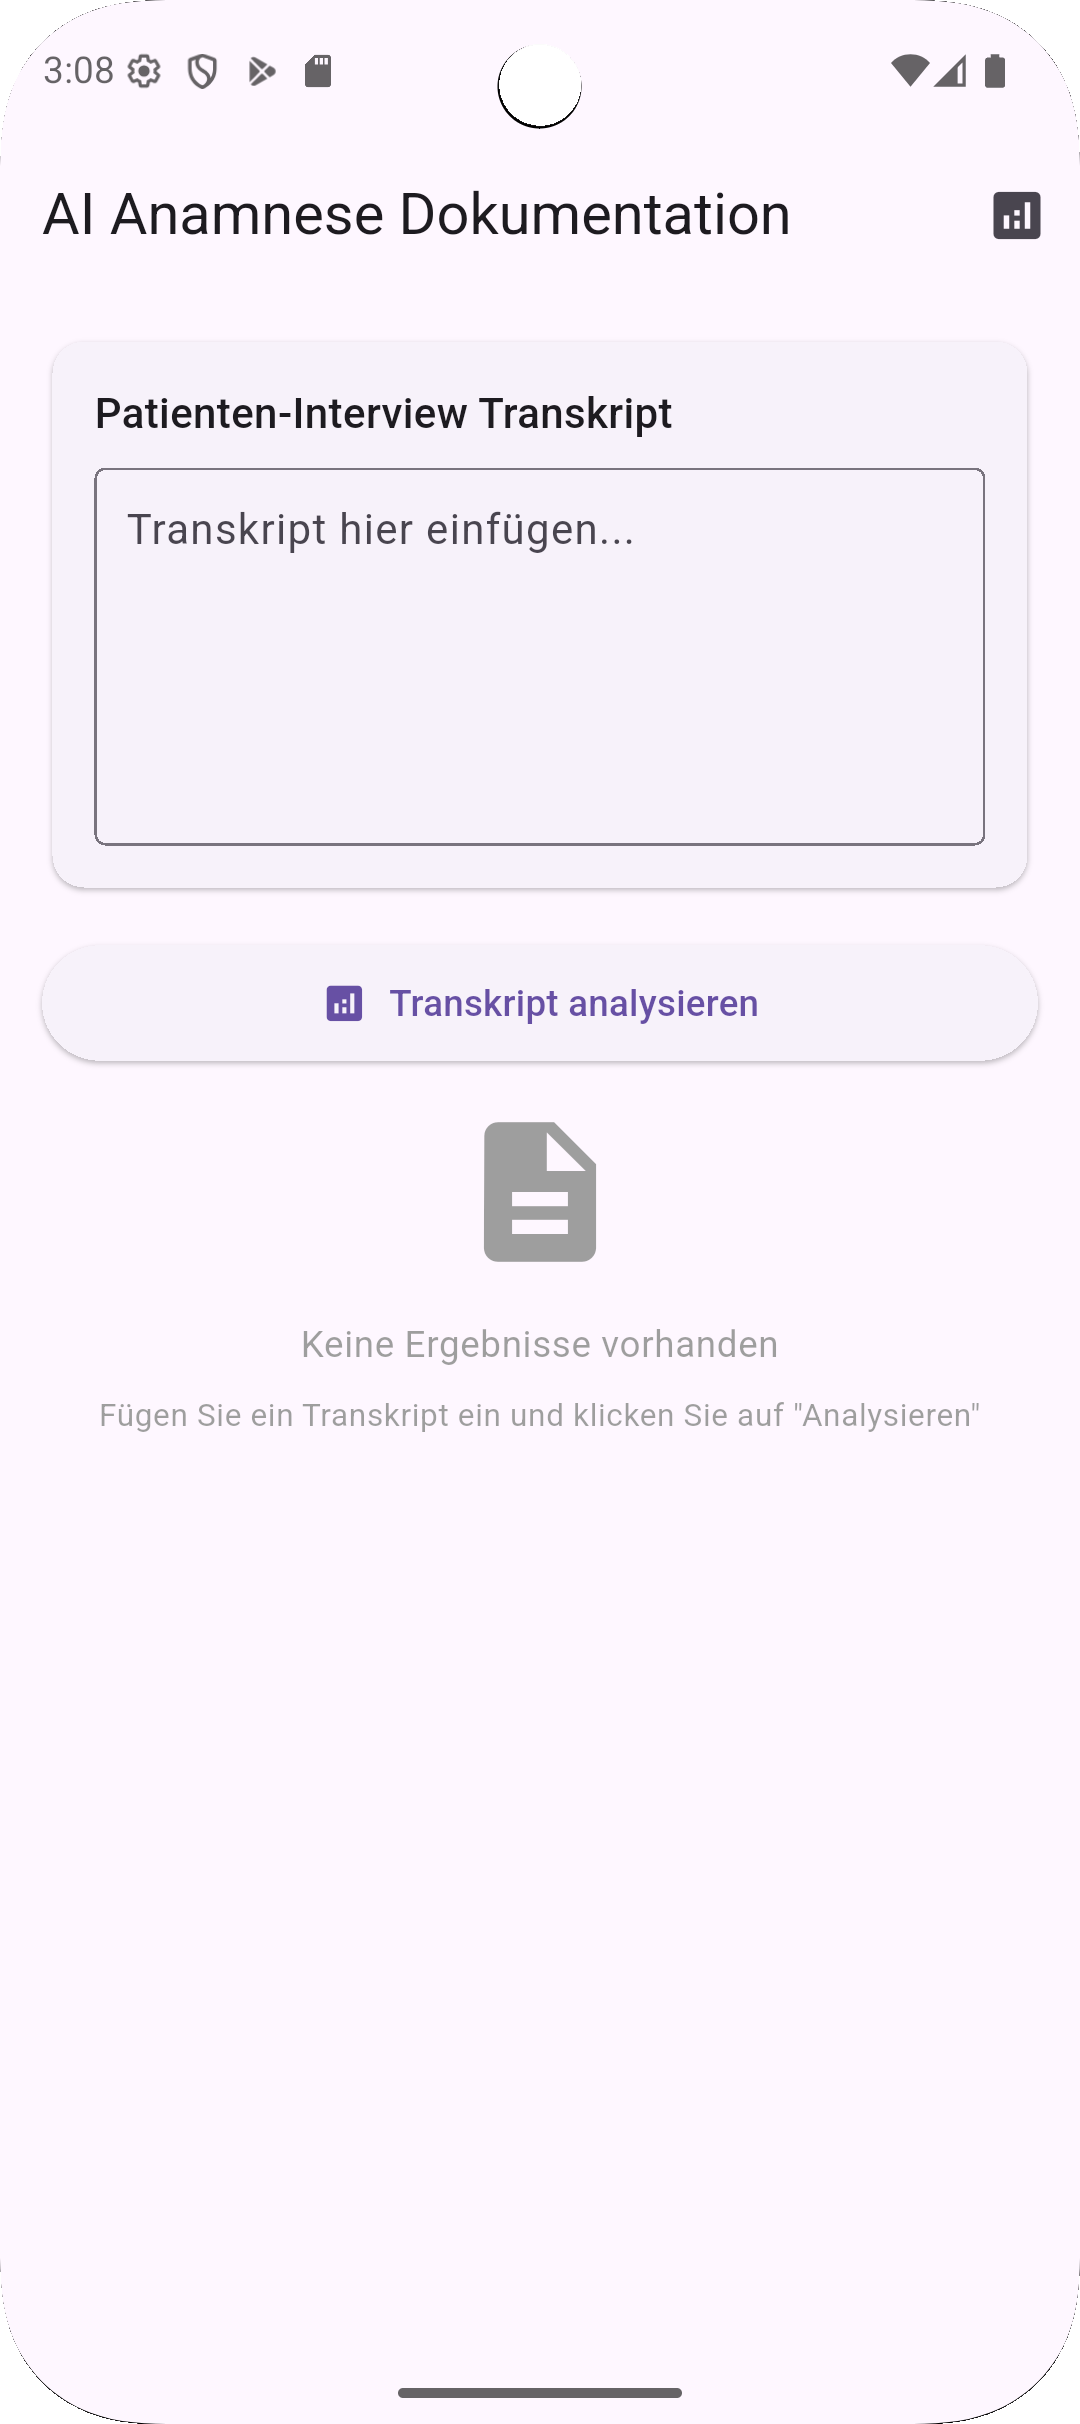 3:08
AI Anamnese Dokumentation
Patienten-Interview Transkript
Transkript hier einfügen...
Transkript analysieren
Keine Ergebnisse vorhanden
Fügen Sie ein Transkript ein und klicken Sie auf "Analysieren"